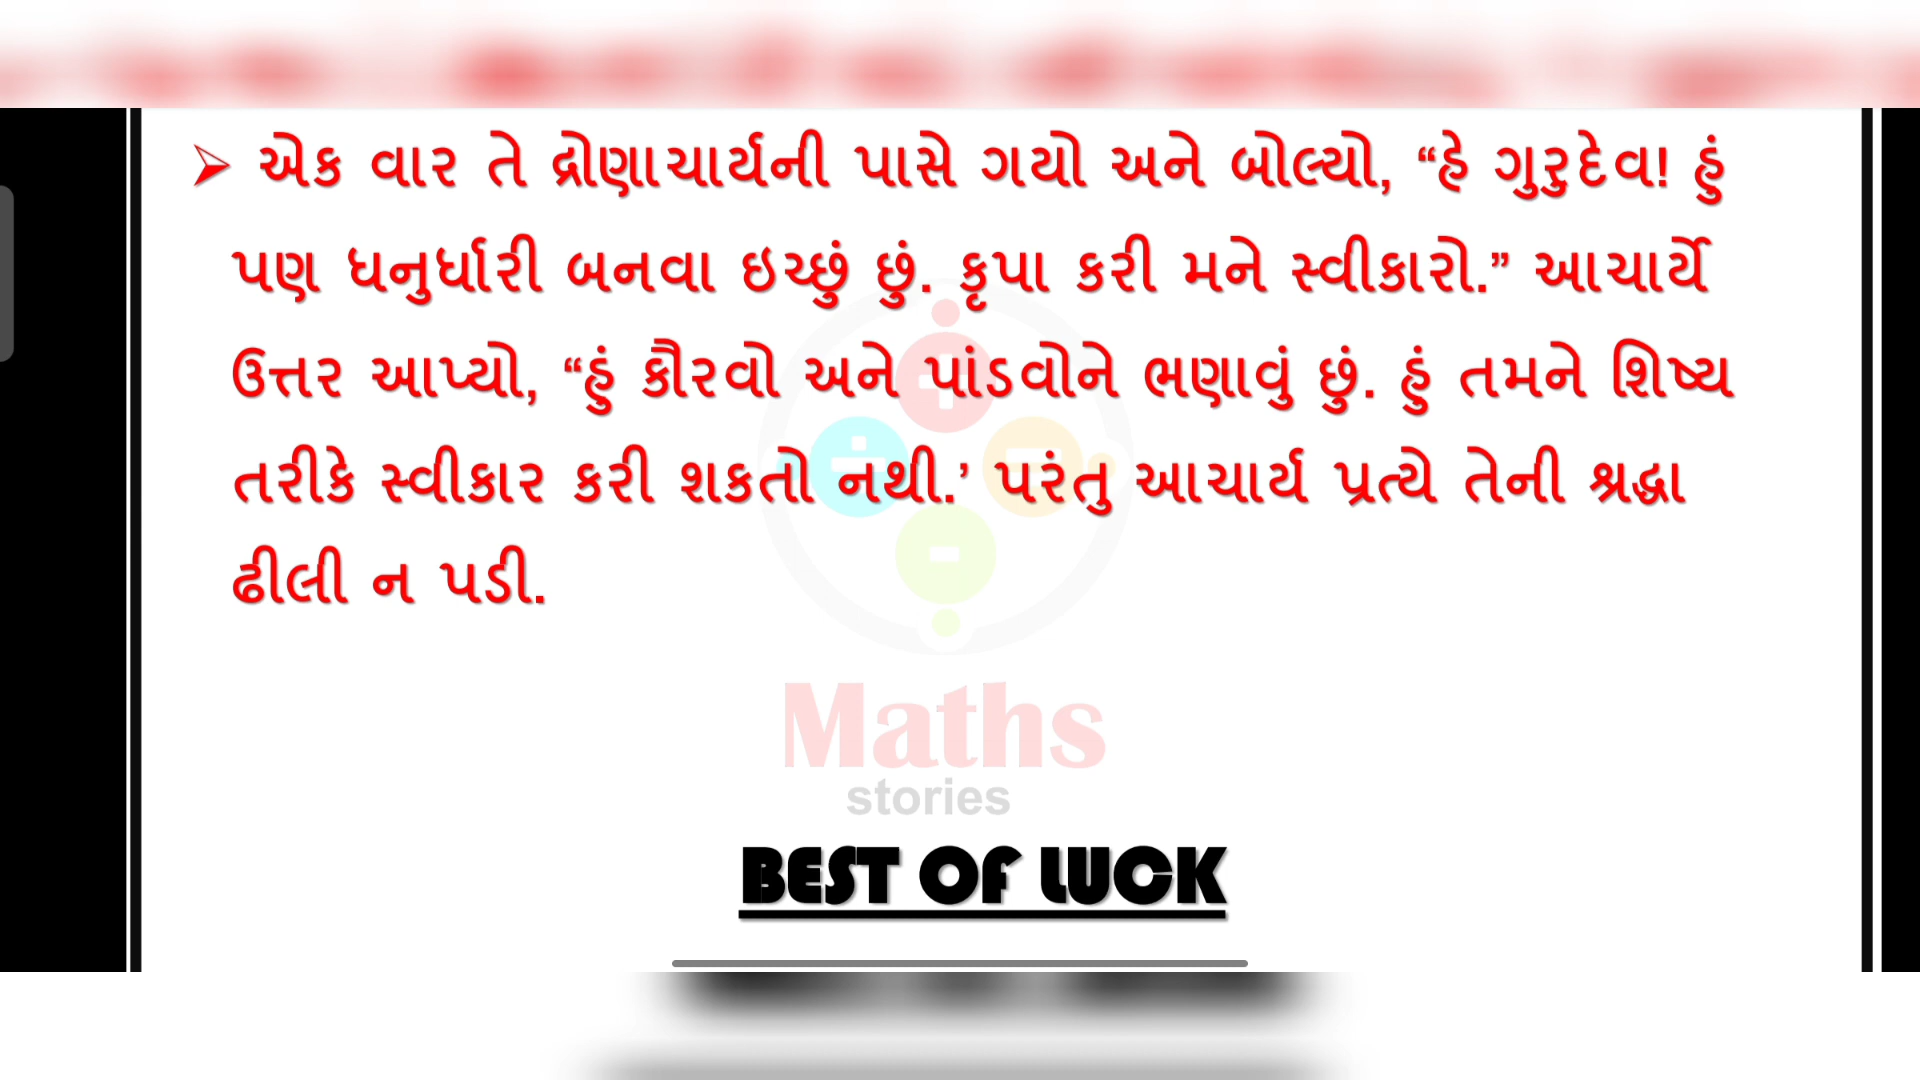 ➢ એક વાર તે દ્રોણાચાર્યની પાસે ગયો અને બોલ્યો, “હે ગુરુદેવ! હું
પણ ધનુર્ધારી બનવા ઇચ્છું છું. કૃપા કરી મને સ્વીકારો.” આચાર્યે
ઉત્તર આપ્યો, “હું કૌરવો અને પાંડવોને ભણાવું છું. હું તમને શિષ્ય
તરીકે સ્વીકાર કરી શકતો નથી.’ પરંતુ આચાર્ય પ્રત્યે તેની શ્રદ્ધા
ઢીલી ન પડી.
Maths
stories
BEST OF LUCK